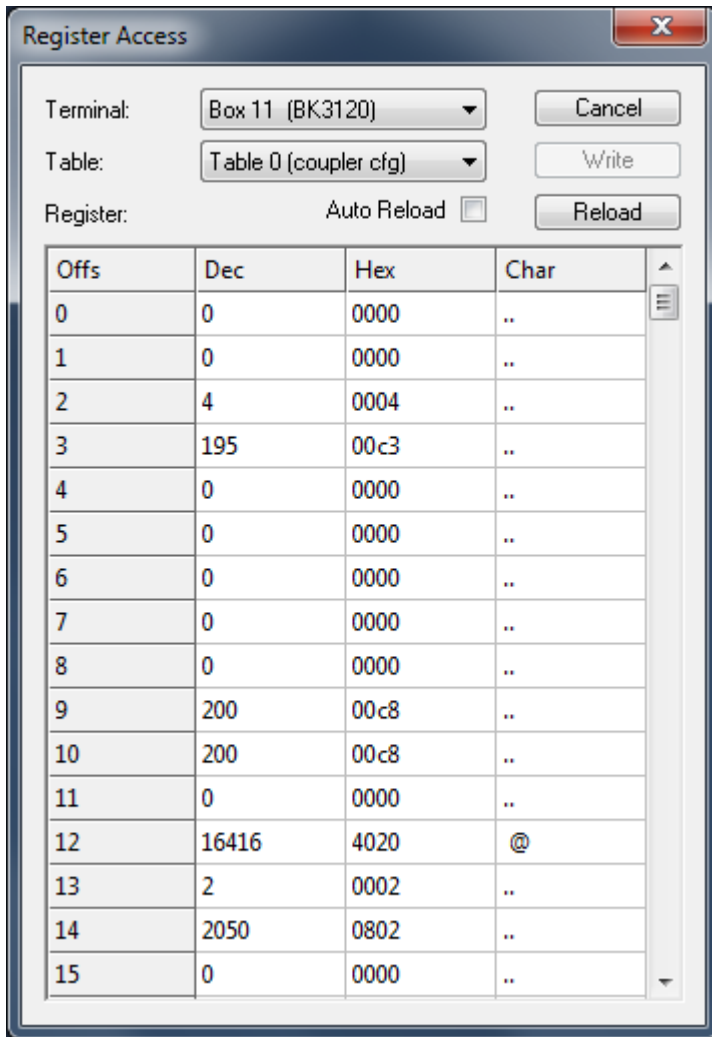 Register Access
Terminal: Box 11 (BK3120) Cancel
Table: Table 0 (coupler cfg) Write
Register: Auto Reload Reload
Offs Dec Hex Char
0 0 0000 ..
1 0 0000 ..
2 4 0004 ..
3 195 00c3 ..
4 0 0000 ..
5 0 0000 ..
6 0 0000 ..
7 0 0000 ..
8 0 0000 ..
9 200 00c8 ..
10 200 00c8 ..
11 0 0000 ..
12 16416 4020 @
13 2 0002 ..
14 2050 0802 ..
15 0 0000 ..